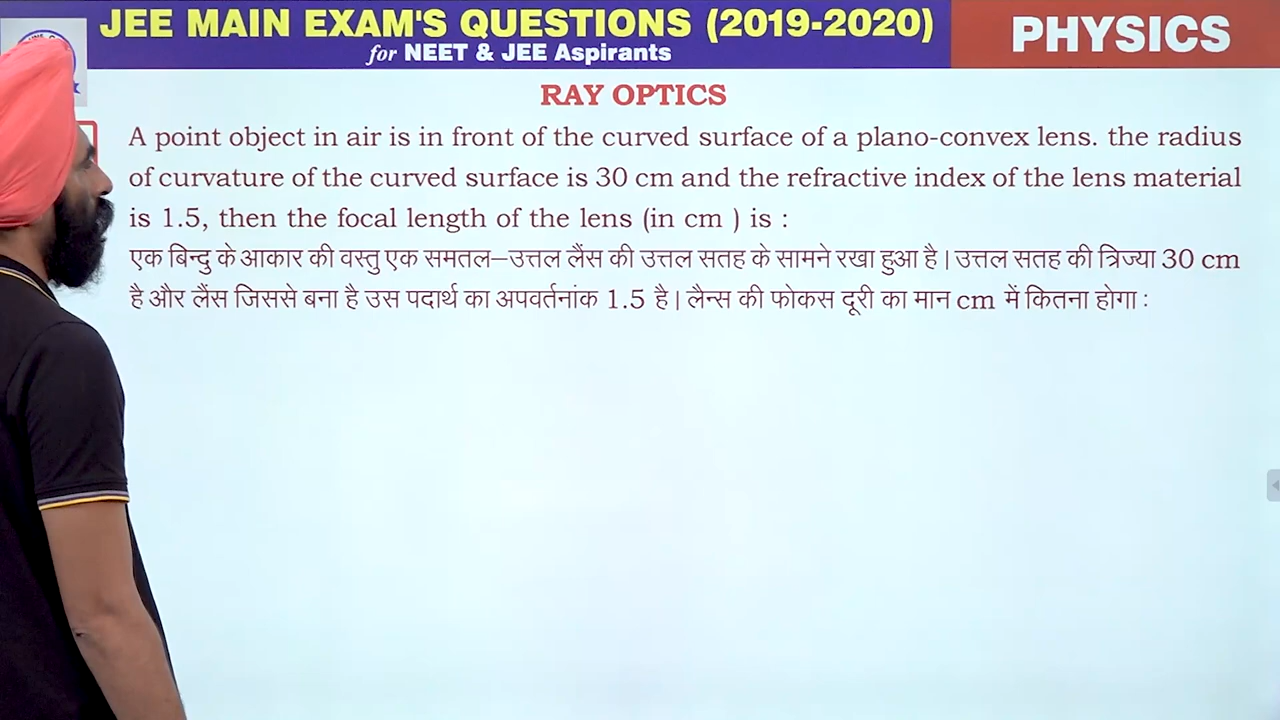 JEE MAIN EXAM'S QUESTIONS (2019-2020)
for NEET & JEE Aspirants
PHYSICS
RAY OPTICS
A point object in air is in front of the curved surface of a plano-convex lens. the radius
of curvature of the curved surface is 30 cm and the refractive index of the lens material
is 1.5, then the focal length of the lens (in cm ) is :
एक बिन्दु के आकार की वस्तु एक समतल–उत्तल लैंस की उत्तल सतह के सामने रखा हुआ है | उत्तल सतह की त्रिज्या 30 cm
है और लैंस जिससे बना है उस पदार्थ का अपवर्तनांक 1.5 है | लैन्स की फोकस दूरी का मान cm में कितना होगा :